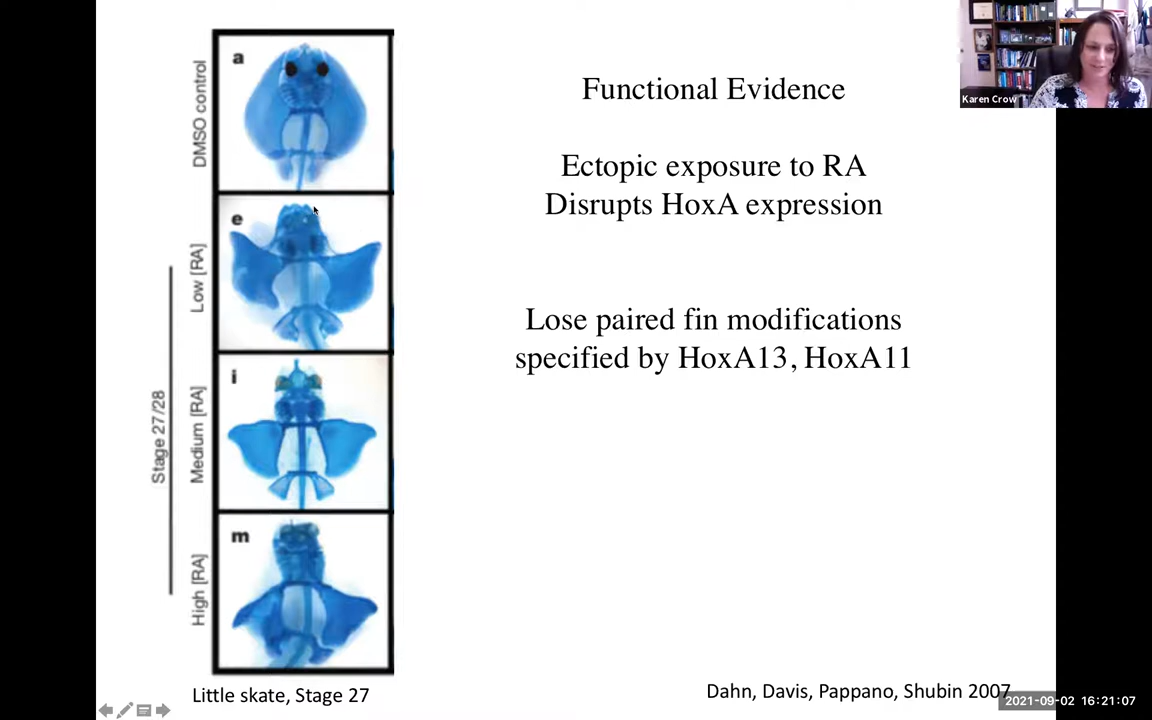 a
DMSO control
Functional Evidence
Karen Crow
Ectopic exposure to RA
Disrupts HoxA expression
e
Low [RA]
Lose paired fin modifications
specified by HoxA13, HoxA11
i
Medium [RA]
Stage 27/28
m
High [RA]
Little skate, Stage 27
Dahn, Davis, Pappano, Shubin 2007
2021-09-02 16:21:07